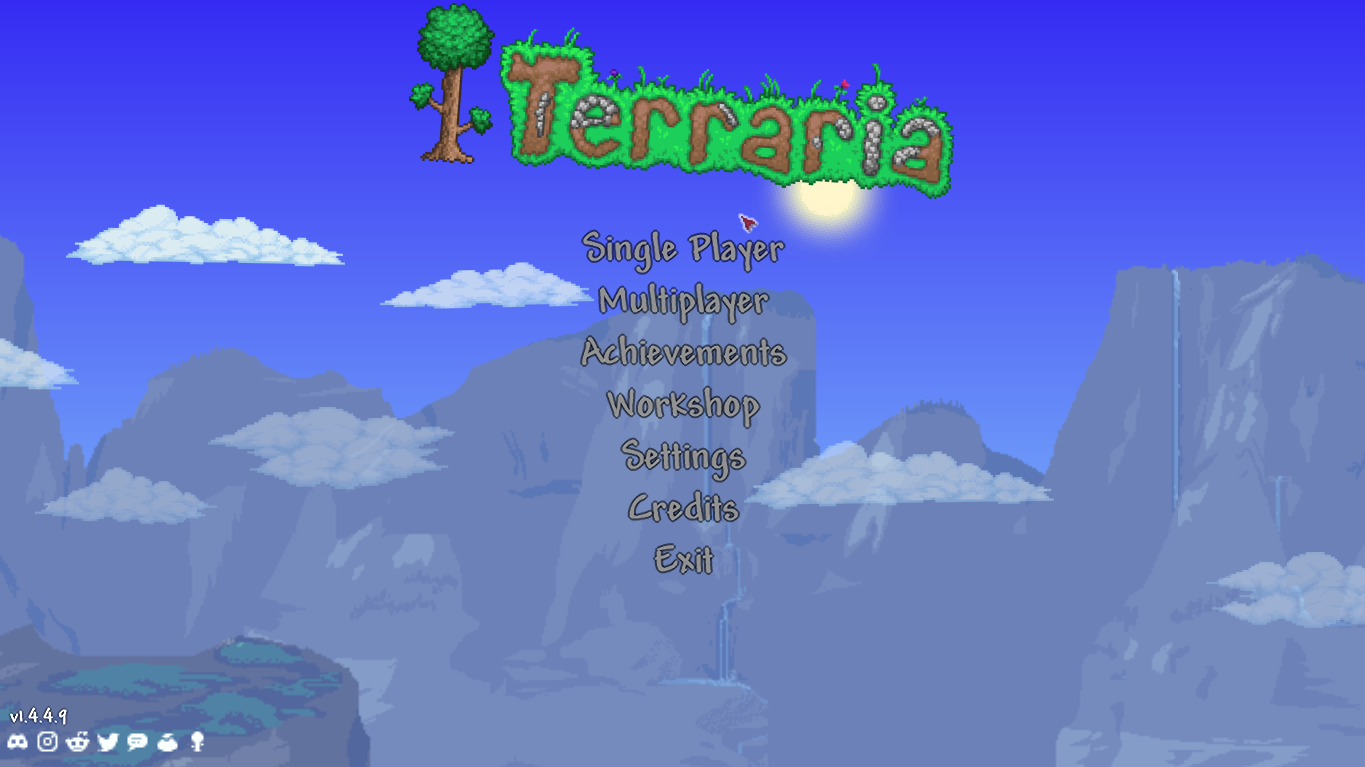 Terraria
Single Player
Multiplayer
Achievements
Workshop
Settings
Credits
Exit
v1.4.4.9